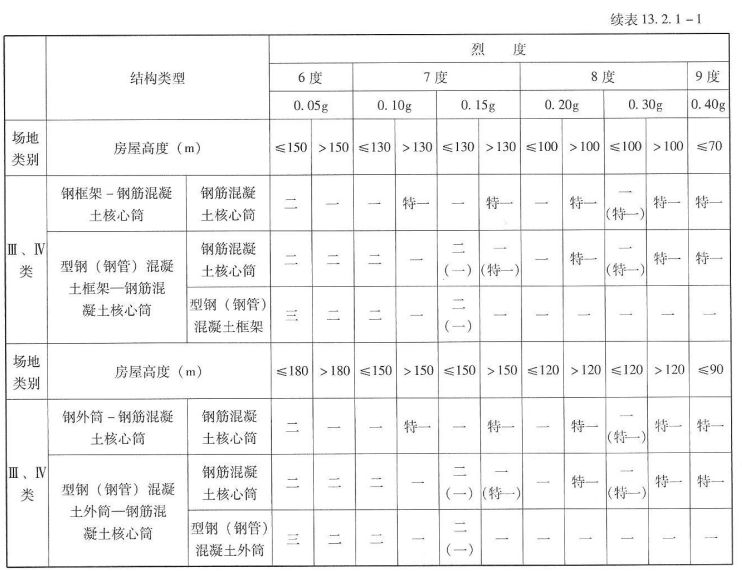 续表 13.2.1-1
结构类型 烈 度
6 度 7 度 8 度 9 度
0.05g 0.10g 0.15g 0.20g 0.30g 0.40g
场地类别 房屋高度(m) ≤150 >150 ≤130 >130 ≤130 >130 ≤100 >100 ≤100 >100 ≤70
Ⅲ、Ⅳ类 钢框架-钢筋混凝土核心筒 钢筋混凝土核心筒 二 一 一 特一 一 特一 一 特一 一(特一) 特一 特一
型钢(钢管)混凝土框架—钢筋混凝土核心筒 钢筋混凝土核心筒 二 二 二 一 二(一) 一(特一) 一 特一 一(特一) 特一 特一
型钢(钢管)混凝土框架 三 二 二 一 二(一) 一 一 一 一 一 一
场地类别 房屋高度(m) ≤180 >180 ≤150 >150 ≤150 >150 ≤120 >120 ≤120 >120 ≤90
Ⅲ、Ⅳ类 钢外筒-钢筋混凝土核心筒 钢筋混凝土核心筒 二 一 一 特一 一 特一 一 特一 一(特一) 特一 特一
型钢(钢管)混凝土外筒—钢筋混凝土核心筒 钢筋混凝土核心筒 二 二 二 一 二(一) 一(特一) 一 特一 一(特一) 特一 特一
型钢(钢管)混凝土外筒 三 二 二 一 二(一) 一 一 一 一 一 一